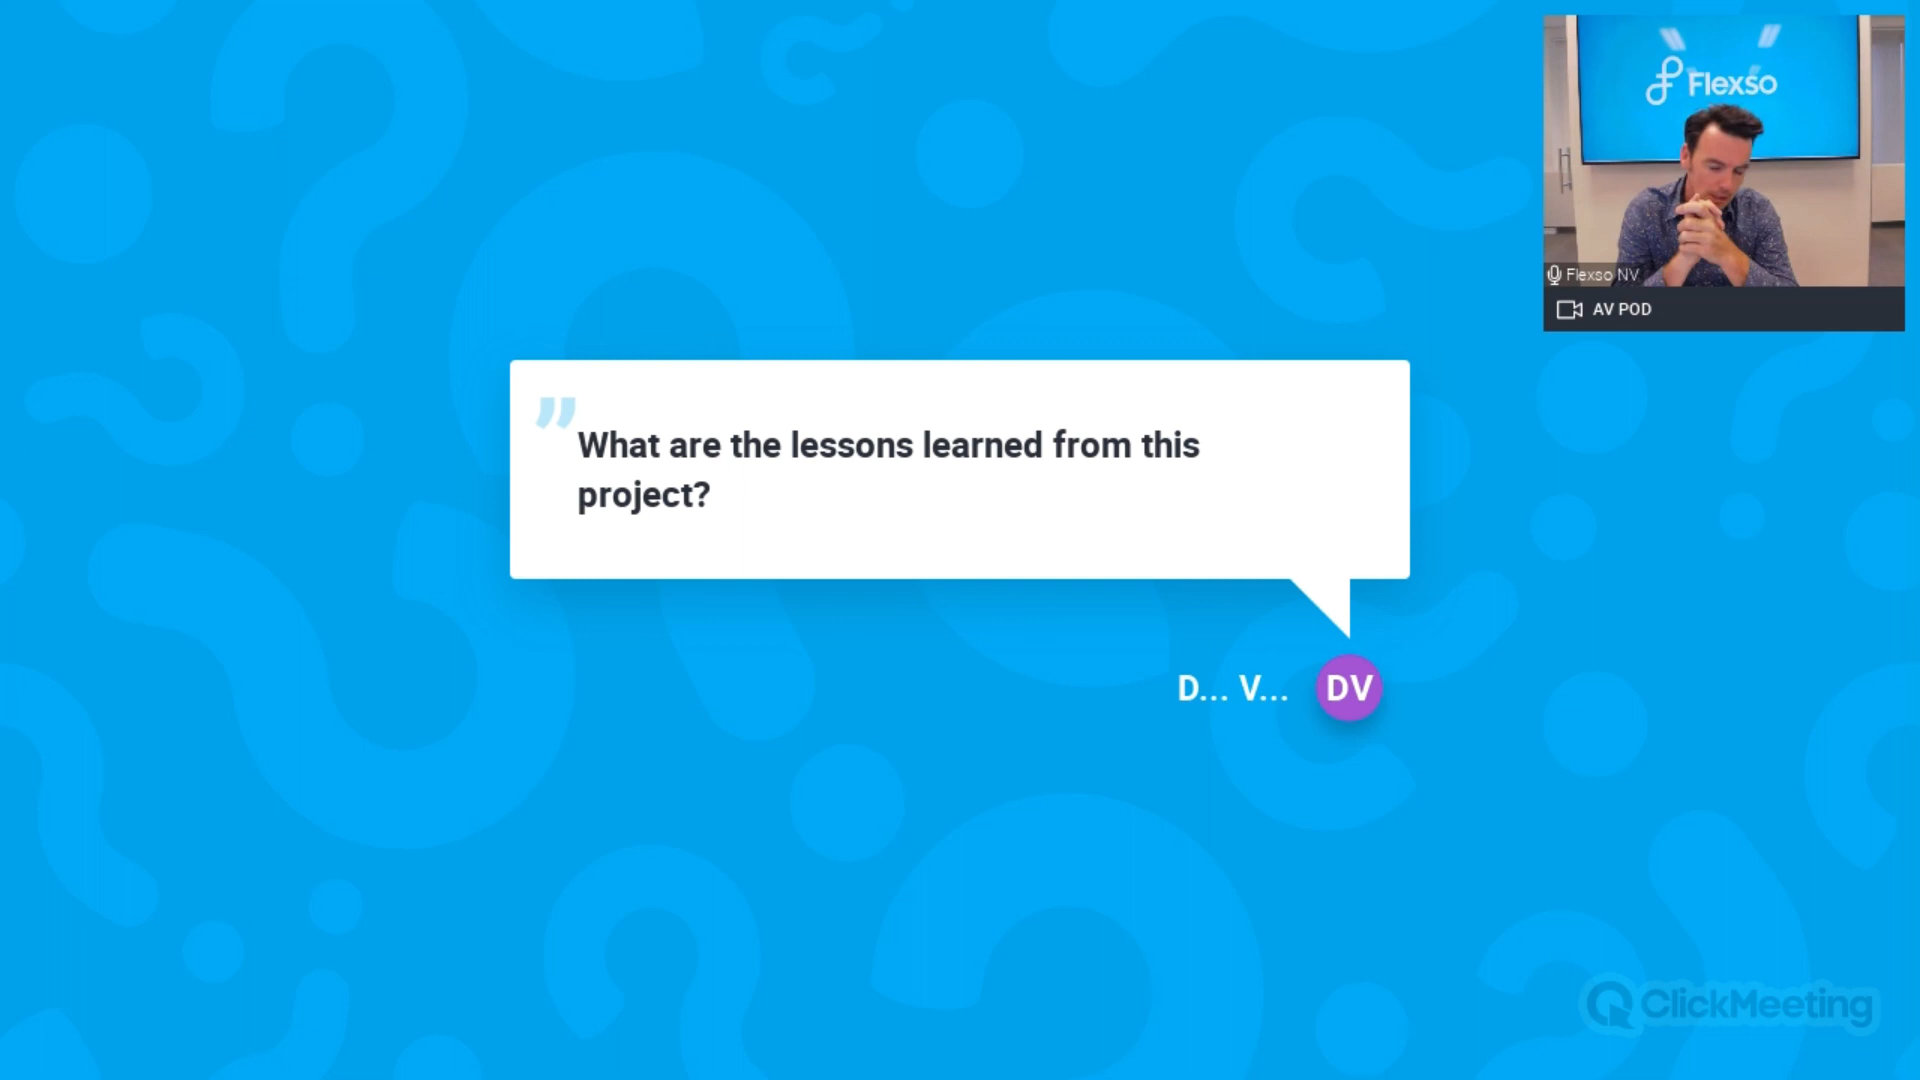 Flexso
Flexso NV
AV POD
”
What are the lessons learned from this
project?
D... V...
DV
ClickMeeting